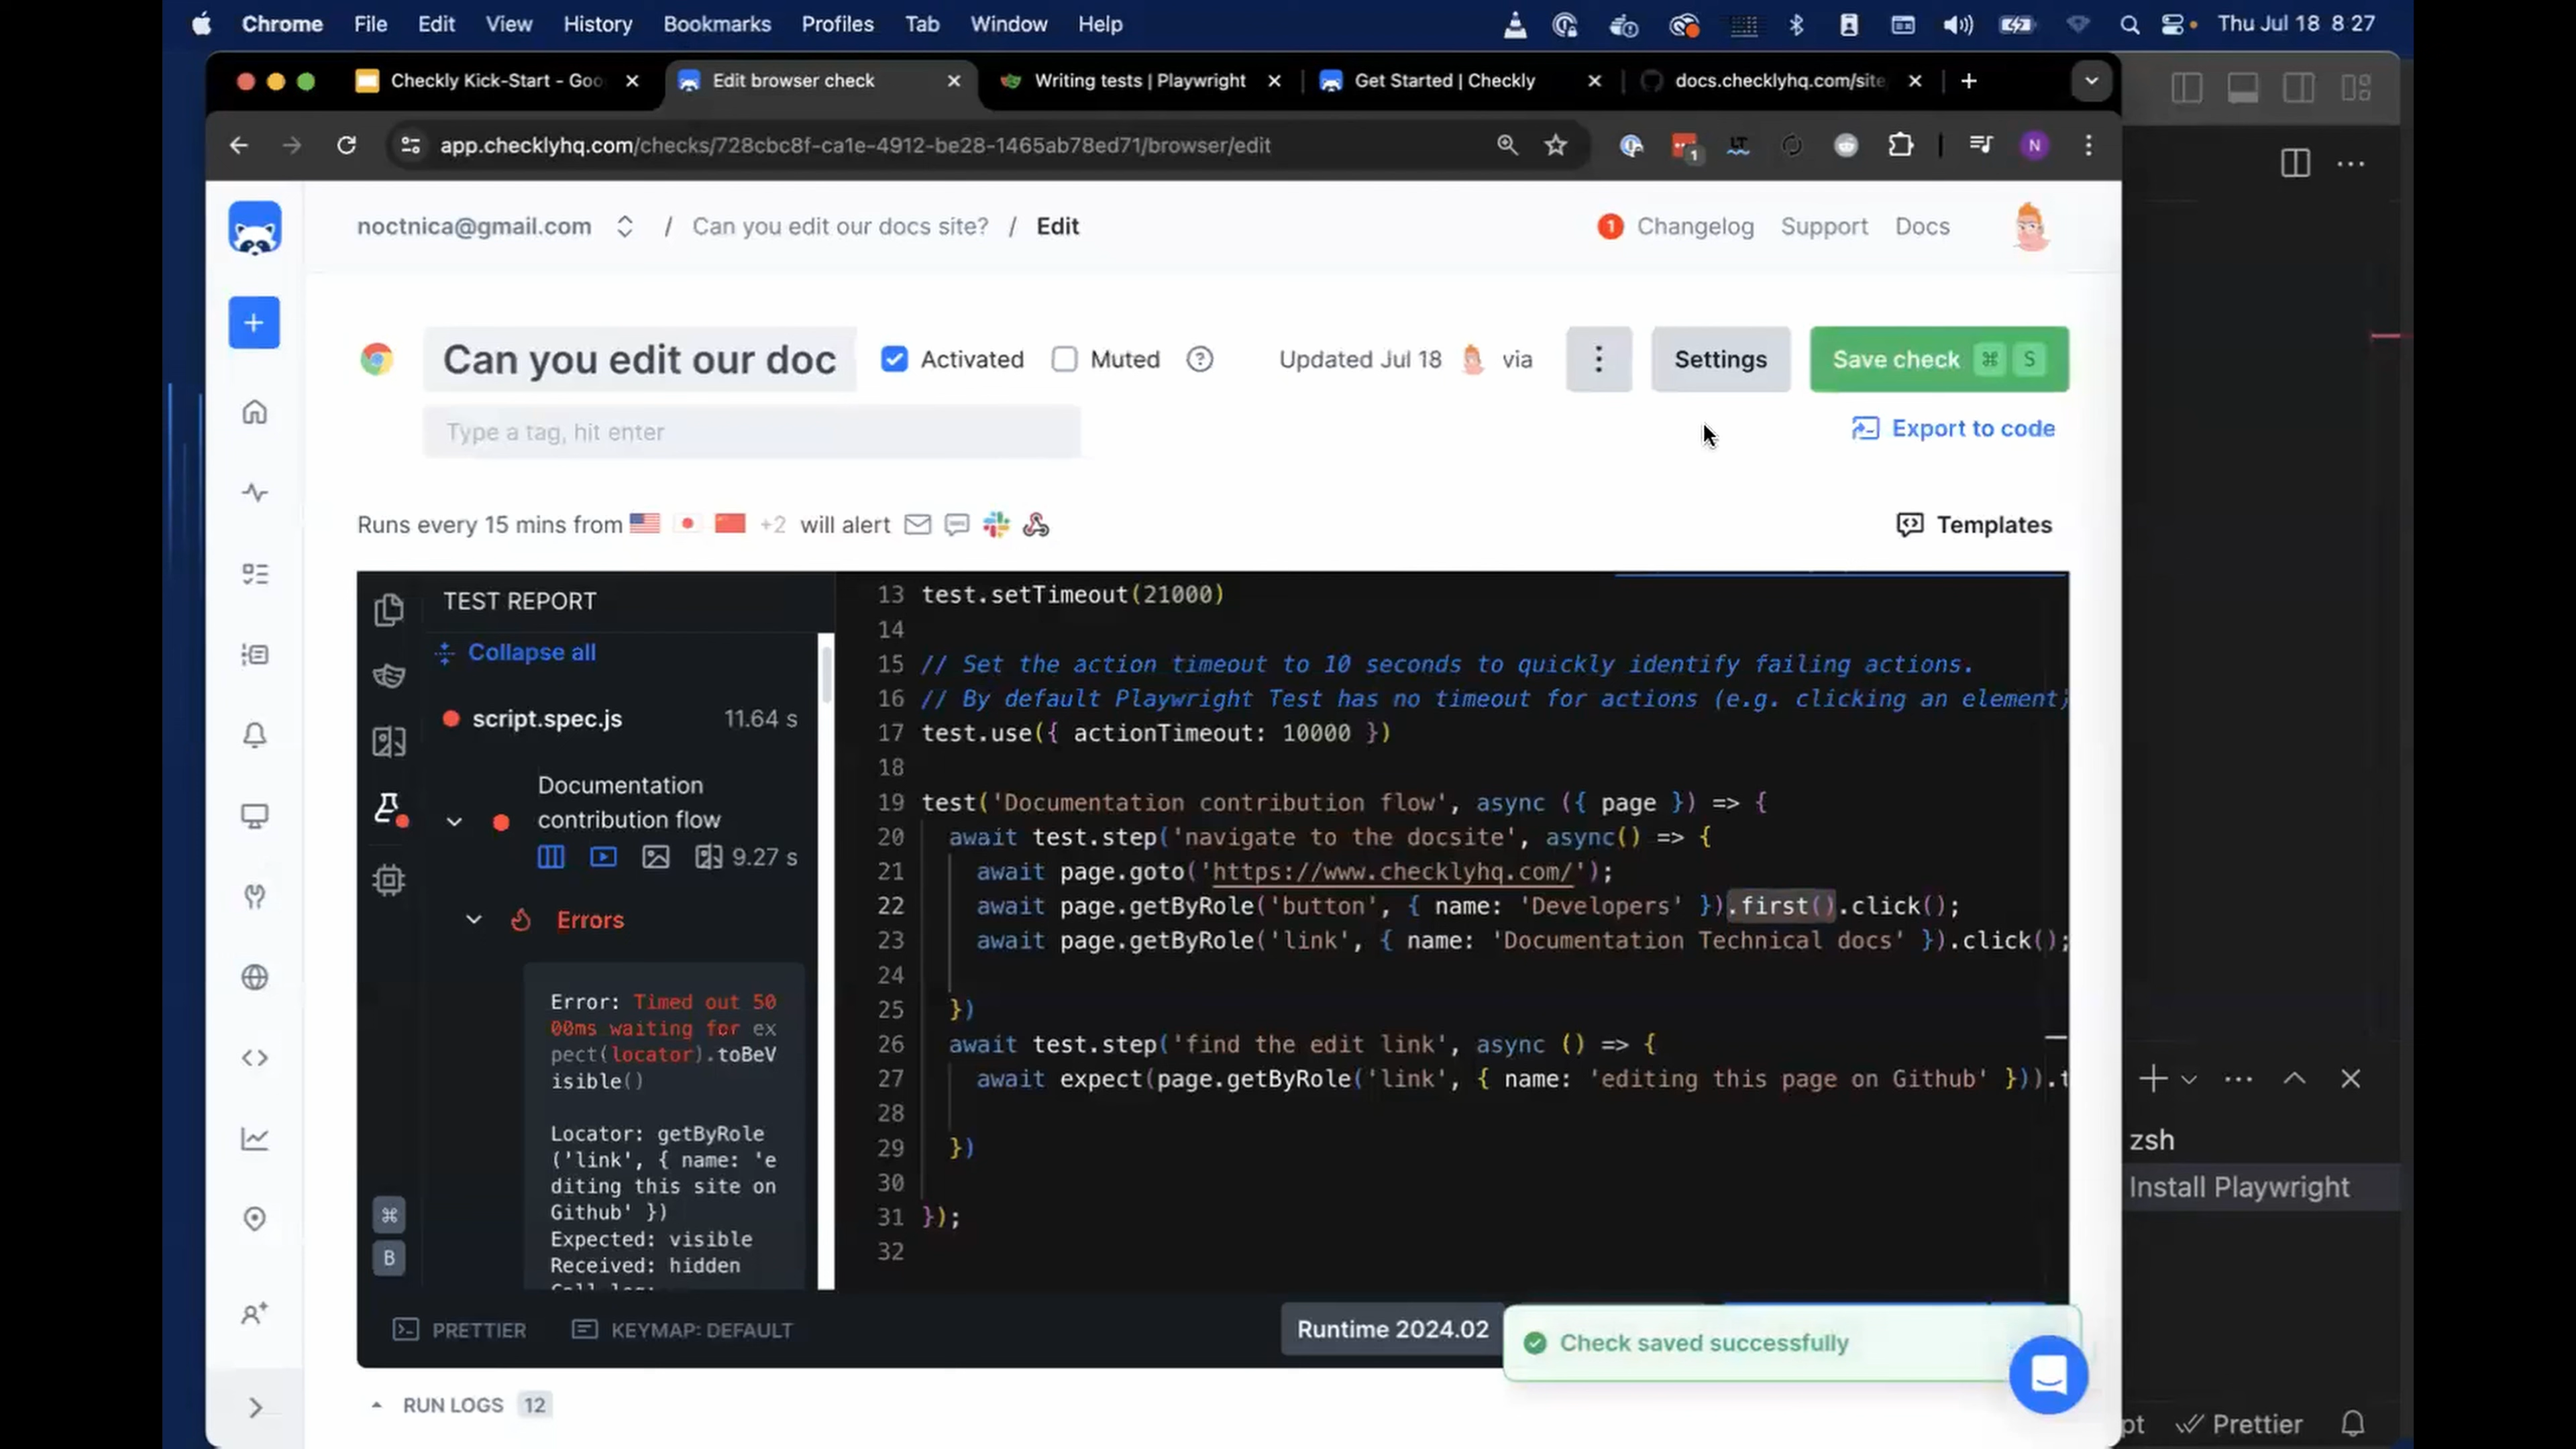 Chrome File Edit View History Bookmarks Profiles Tab Window Help Thu Jul 18 8:27
Checkly Kick-Start - Goo Edit browser check Writing tests | Playwright Get Started | Checkly docs.checklyhq.com/site
app.checklyhq.com/checks/728cbc8f-ca1e-4912-be28-1465ab78ed71/browser/edit 1 LT N
noctnica@gmail.com / Can you edit our docs site? / Edit 1 Changelog Support Docs
Can you edit our doc Activated Muted ? Updated Jul 18 via Settings Save check ⌘ S
Type a tag, hit enter Export to code
Runs every 15 mins from +2 will alert Templates
TEST REPORT
Collapse all
script.spec.js 11.64 s
Documentation
contribution flow
9.27 s
Errors
Error: Timed out 50
00ms waiting for ex
pect(locator).toBeV
isible()
Locator: getByRole
('link', { name: 'e
diting this site on
Github' })
Expected: visible
Received: hidden
⌘
B
13 test.setTimeout(21000)
14
15 // Set the action timeout to 10 seconds to quickly identify failing actions.
16 // By default Playwright Test has no timeout for actions (e.g. clicking an element)
17 test.use({ actionTimeout: 10000 })
18
19 test('Documentation contribution flow', async ({ page }) => {
20 await test.step('navigate to the docsite', async() => {
21 await page.goto('https://www.checklyhq.com/');
22 await page.getByRole('button', { name: 'Developers' }).first().click();
23 await page.getByRole('link', { name: 'Documentation Technical docs' }).click();
24
25 })
26 await test.step('find the edit link', async () => {
27 await expect(page.getByRole('link', { name: 'editing this page on Github' })).t
28
29 })
30
31 });
32
PRETTIER KEYMAP: DEFAULT Runtime 2024.02
Check saved successfully
RUN LOGS 12
zsh
Install Playwright
pt Prettier